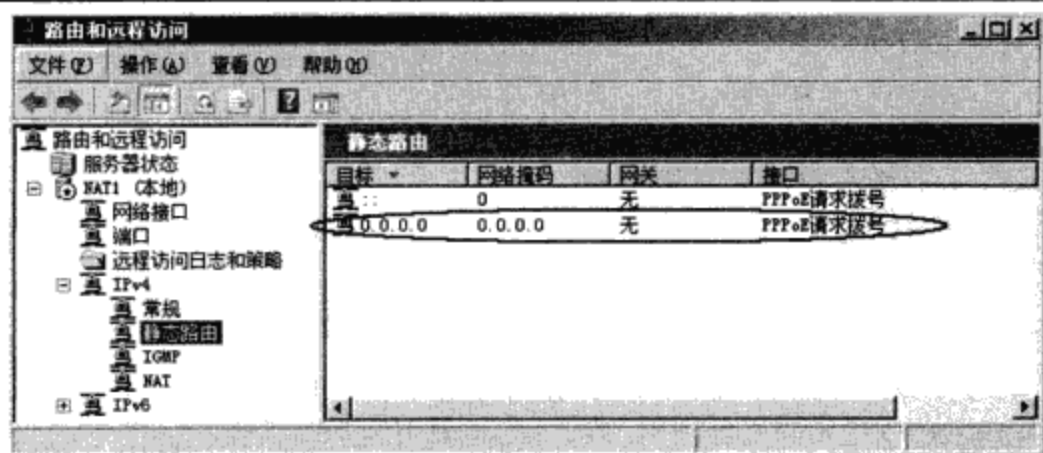 路由和远程访问
文件(F) 操作(A) 查看(V) 帮助(H)
路由和远程访问
服务器状态
NAT1 (本地)
网络接口
端口
远程访问日志和策略
IPv4
常规
静态路由
IGMP
NAT
IPv6
静态路由
目标 网络掩码 网关 接口
:: 0 无 PPPoE请求拨号
0.0.0.0 0.0.0.0 无 PPPoE请求拨号